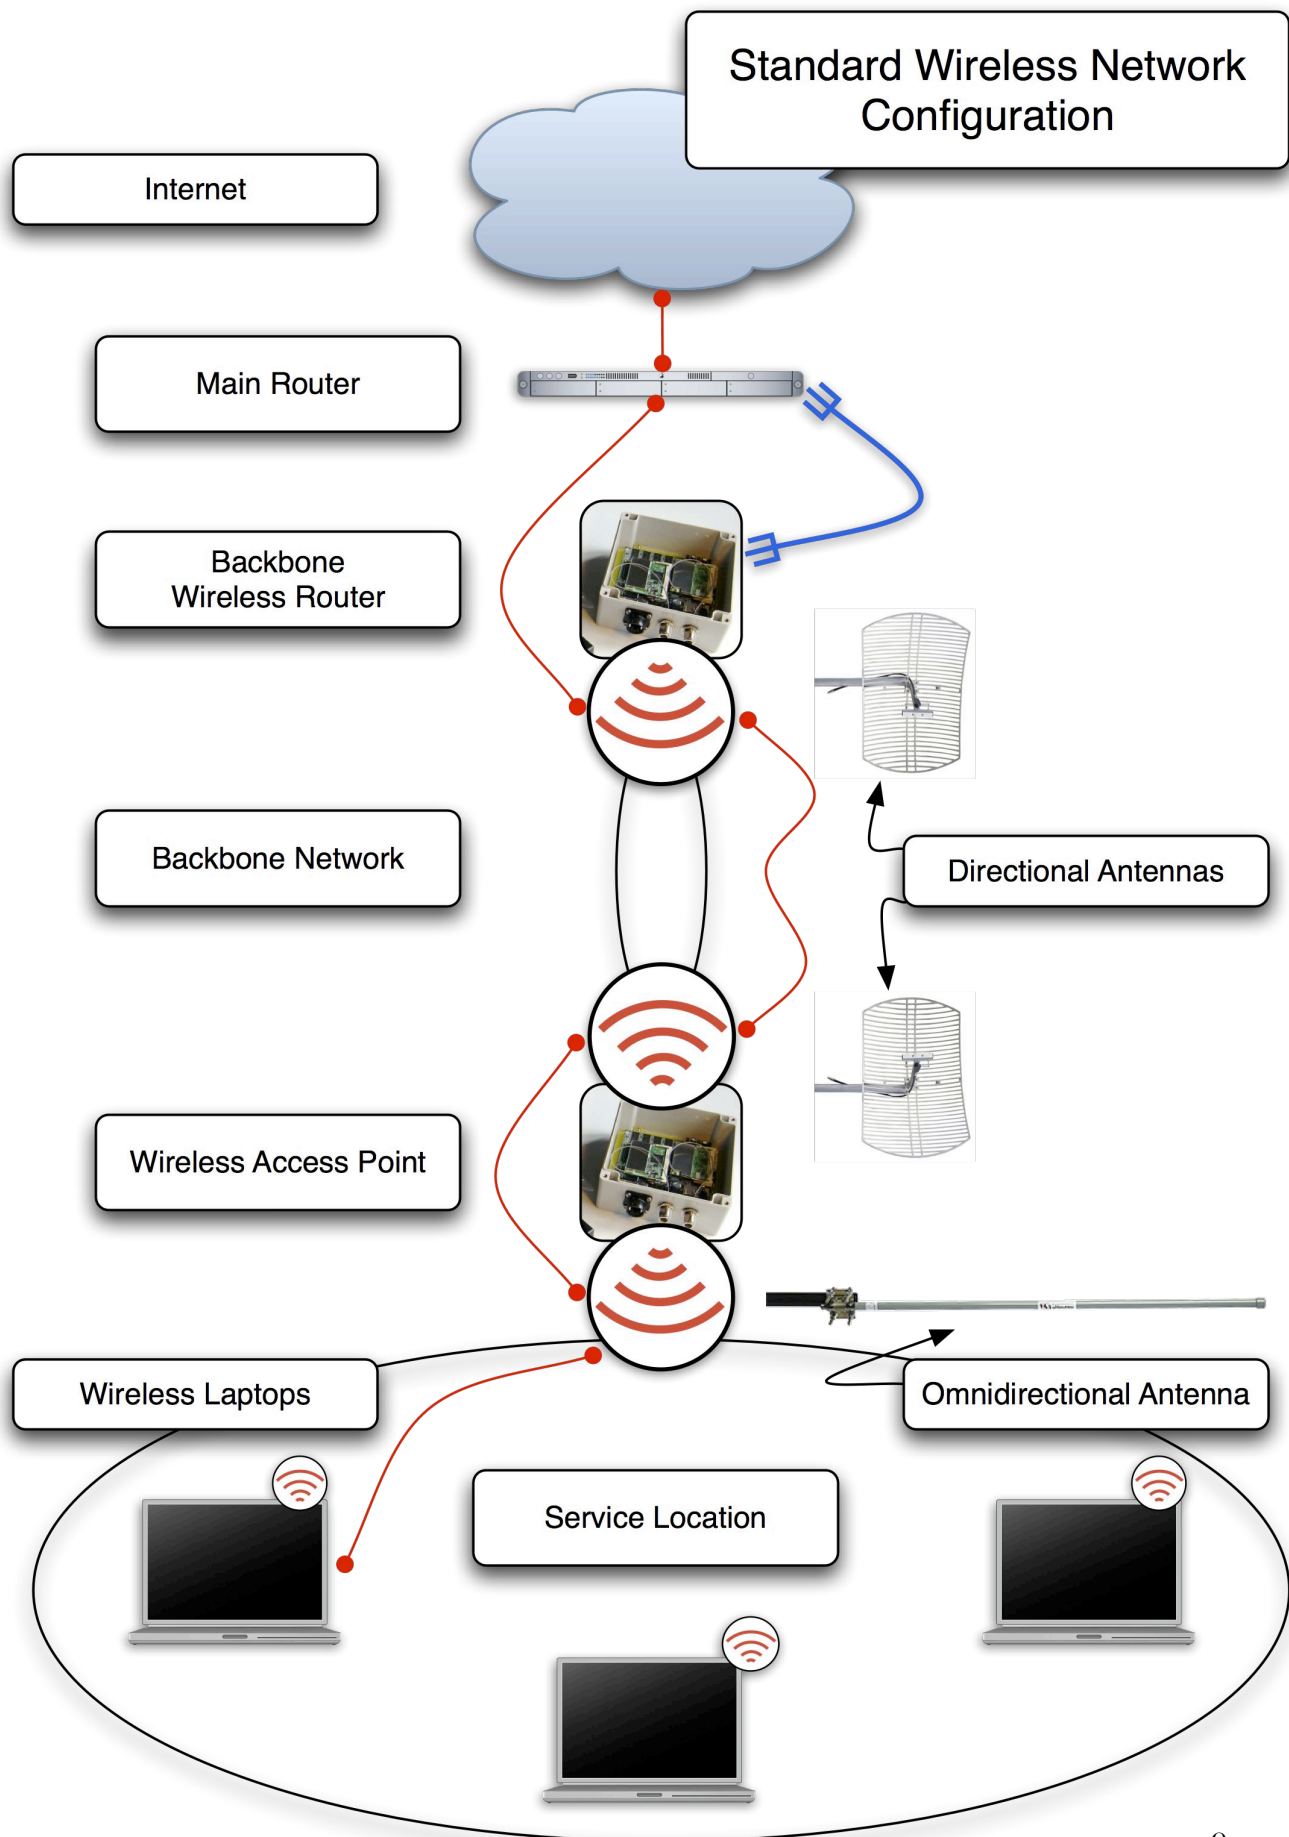 Standard Wireless Network
Configuration
Internet
Main Router
Backbone
Wireless Router
Backbone Network
Directional Antennas
Wireless Access Point
Wireless Laptops
Omnidirectional Antenna
Service Location